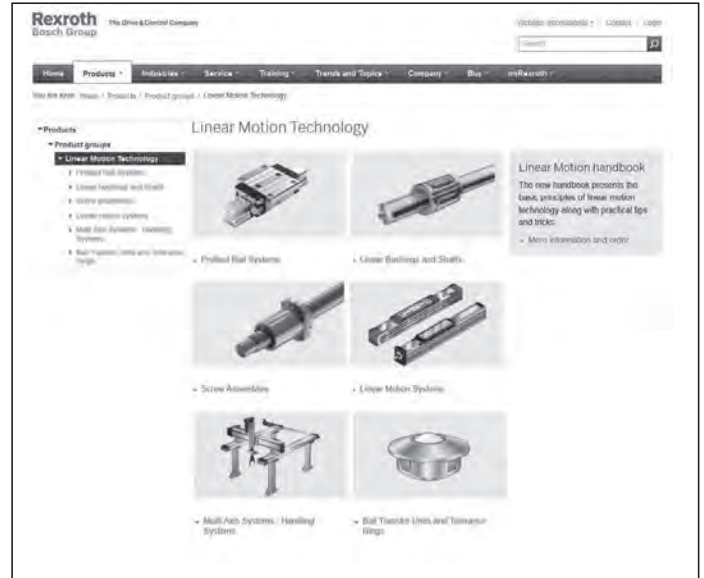 Rexroth
Bosch Group
The Drive & Control Company
Contact
Login
Search
Home
Products
Industries
Service
Training
Trends and Topics
Company
Buy
myRexroth
You are here: Home / Products / Product groups / Linear Motion Technology
Products
Product groups
Linear Motion Technology
Profiled Rail Systems
Linear Bushings and Shafts
Screw Assemblies
Linear motion systems
Multi Axis Systems - Handling
Systems
Ball Transfer Units and Tolerance
Rings
Linear Motion Technology
Profiled Rail Systems
Linear Bushings and Shafts
Linear Motion handbook
The new handbook presents the
basic principles of linear motion
technology along with practical tips
and tricks.
More information and order
Screw Assemblies
Linear Motion Systems
Multi Axis Systems - Handling
Systems
Ball Transfer Units and Tolerance
Rings